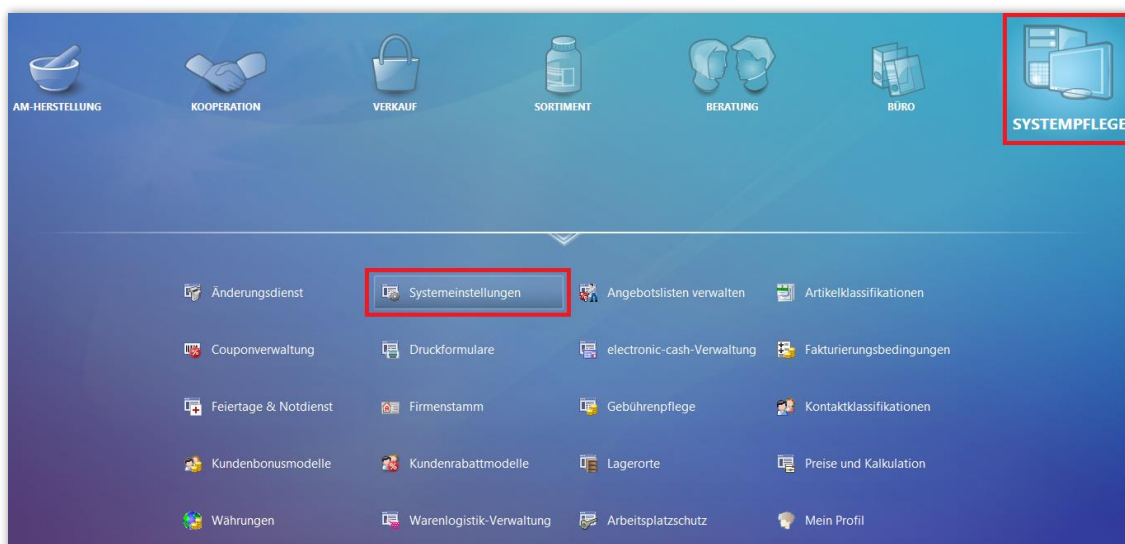 AM-HERSTELLUNG KOOPERATION VERKAUF SORTIMENT BERATUNG BÜRO SYSTEMPFLEGE
Änderungsdienst Systemeinstellungen Angebotslisten verwalten Artikelklassifikationen
Couponverwaltung Druckformulare electronic-cash-Verwaltung Fakturierungsbedingungen
Feiertage & Notdienst Firmenstamm Gebührenpflege Kontaktklassifikationen
Kundenbonusmodelle Kundenrabattmodelle Lagerorte Preise und Kalkulation
Währungen Warenlogistik-Verwaltung Arbeitsplatzschutz Mein Profil